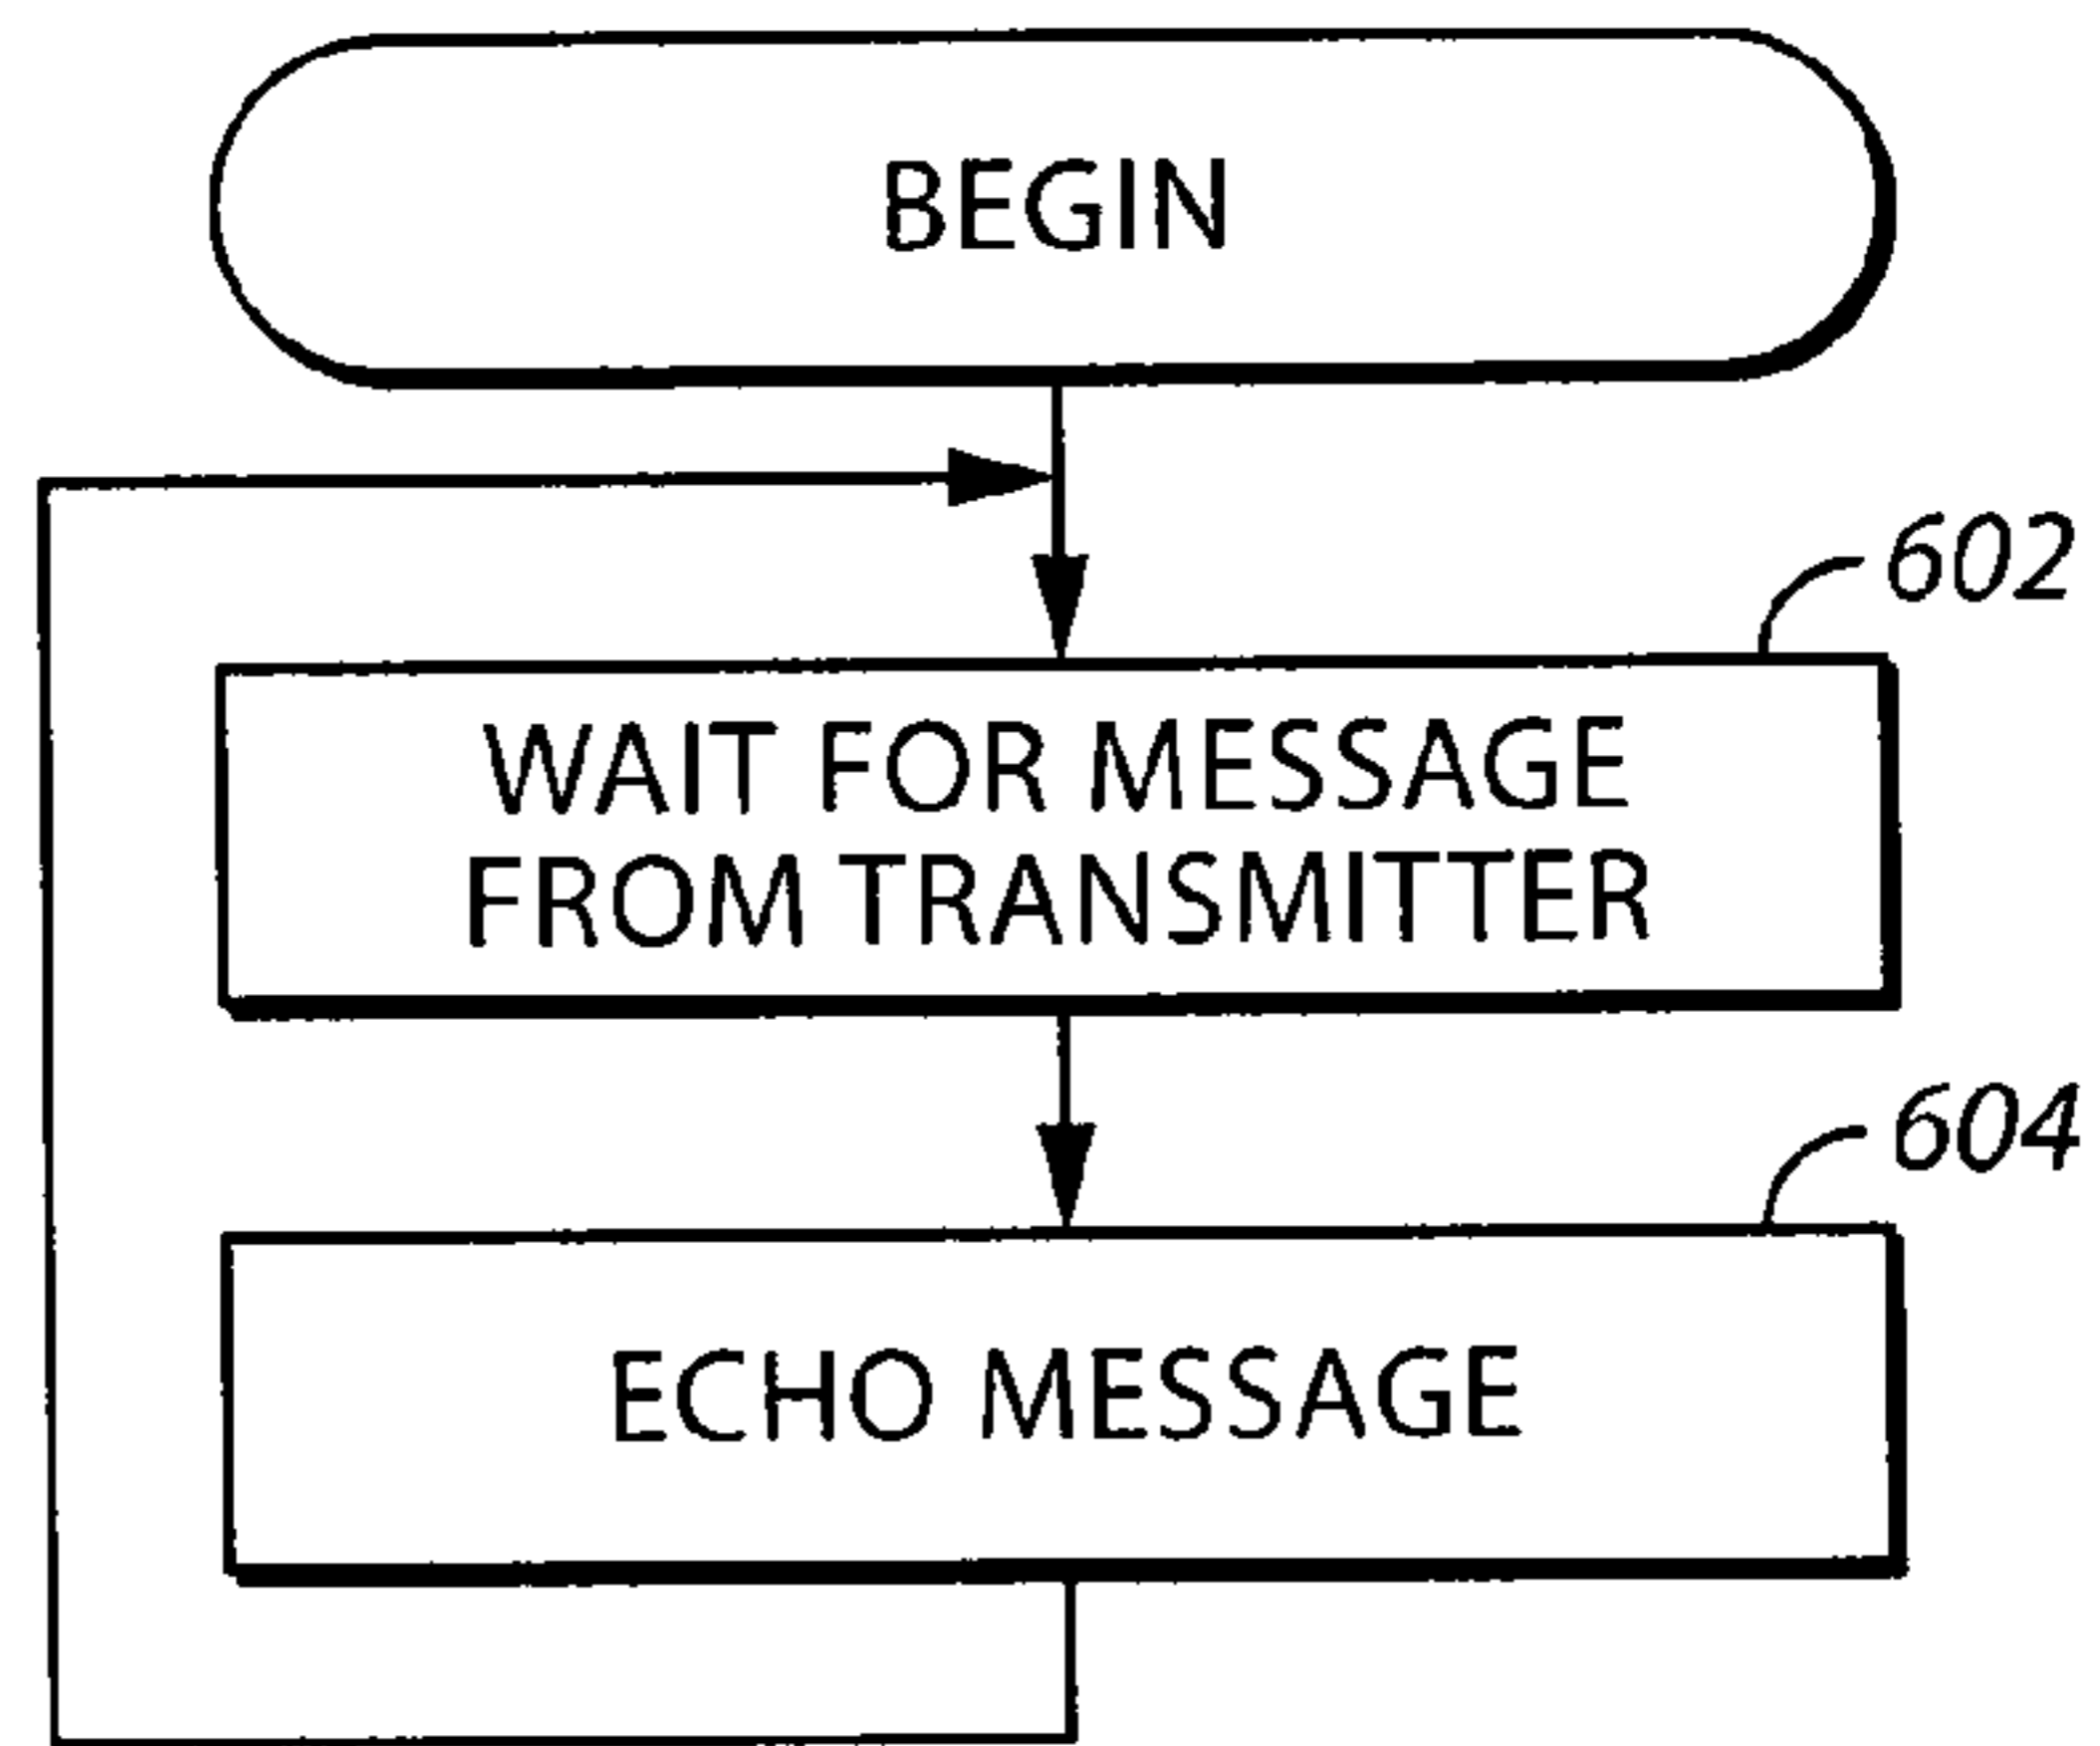 BEGIN
602
WAIT FOR MESSAGE
FROM TRANSMITTER
604
ECHO MESSAGE